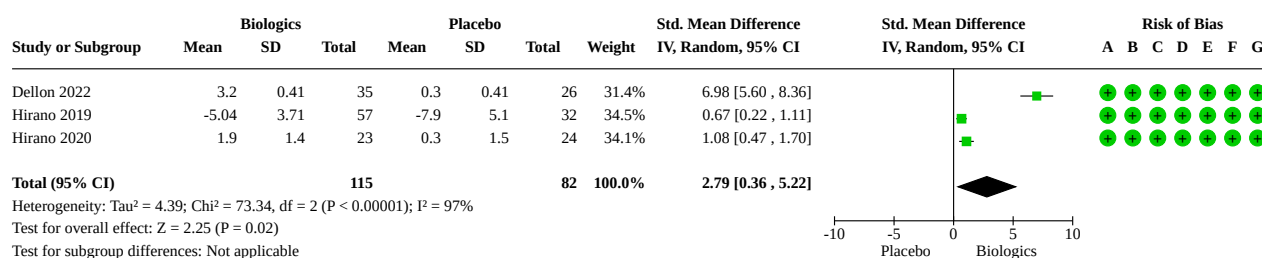 Biologics Placebo Std. Mean Difference Std. Mean Difference Risk of Bias
Study or Subgroup Mean SD Total Mean SD Total Weight IV, Random, 95% CI IV, Random, 95% CI A B C D E F G
Dellon 2022 3.2 0.41 35 0.3 0.41 26 31.4% 6.98 [5.60 , 8.36] + + + + + + +
Hirano 2019 -5.04 3.71 57 -7.9 5.1 32 34.5% 0.67 [0.22 , 1.11] + + + + + + +
Hirano 2020 1.9 1.4 23 0.3 1.5 24 34.1% 1.08 [0.47 , 1.70] + + + + + + +
Total (95% CI) 115 82 100.0% 2.79 [0.36 , 5.22]
Heterogeneity: Tau² = 4.39; Chi² = 73.34, df = 2 (P < 0.00001); I² = 97%
Test for overall effect: Z = 2.25 (P = 0.02) -10 -5 0 5 10
Test for subgroup differences: Not applicable Placebo Biologics